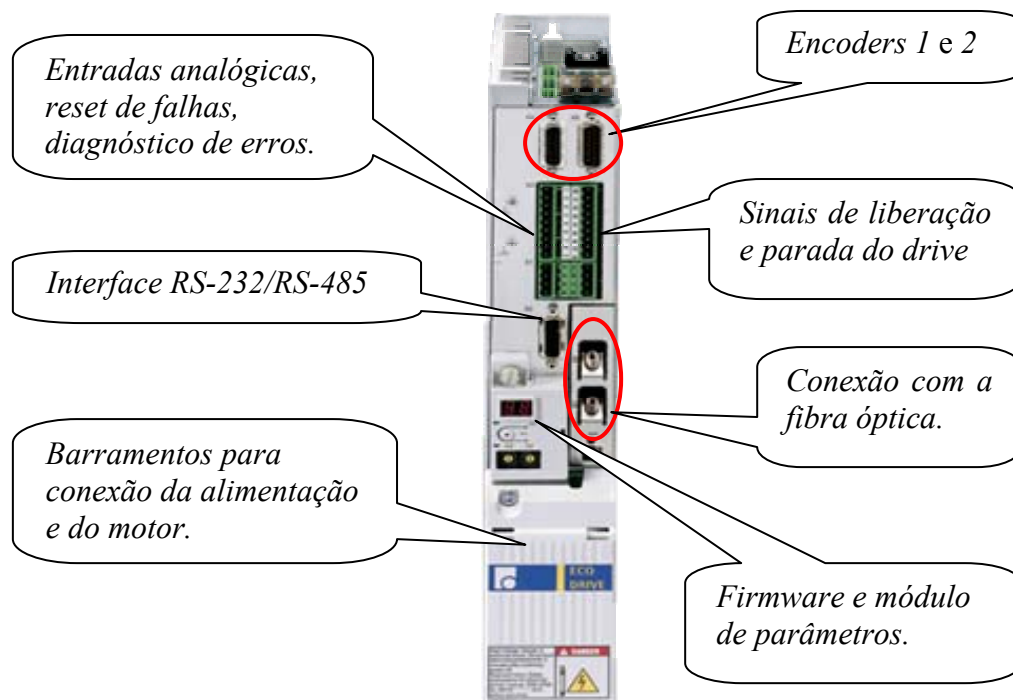 Entradas analógicas,
reset de falhas,
diagnóstico de erros.
Encoders 1 e 2
Sinais de liberação
e parada do drive
Interface RS-232/RS-485
Conexão com a
fibra óptica.
Barramentos para
conexão da alimentação
e do motor.
Firmware e módulo
de parâmetros.
ECO
DRIVE
DANGER